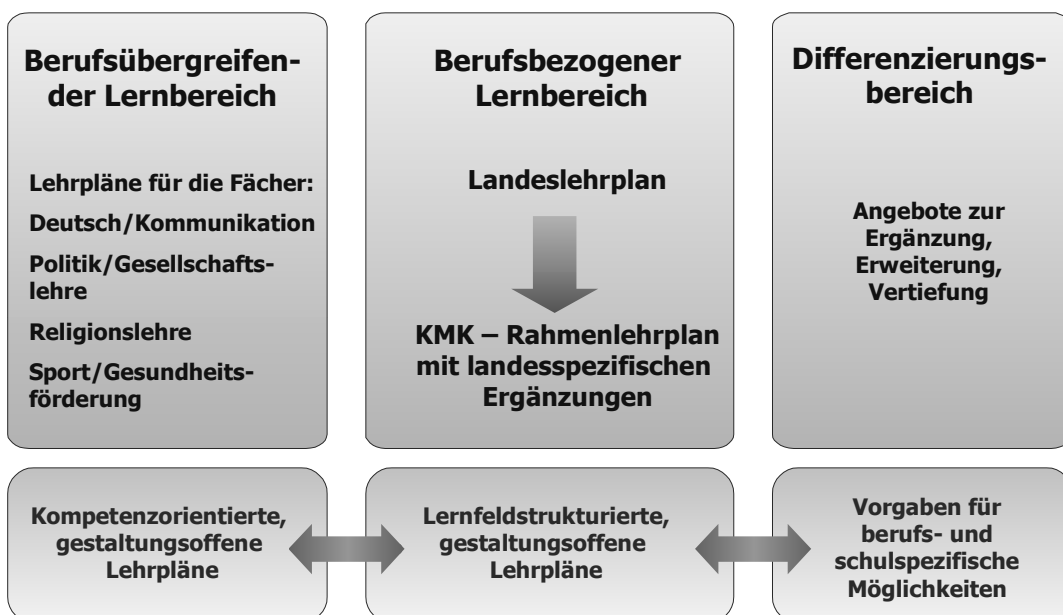 Berufsübergreifen-
der Lernbereich
Lehrpläne für die Fächer:
Deutsch/Kommunikation
Politik/Gesellschafts-
lehre
Religionslehre
Sport/Gesundheits-
förderung
Berufsbezogener
Lernbereich
Landeslehrplan
KMK – Rahmenlehrplan
mit landesspezifischen
Ergänzungen
Differenzierungs-
bereich
Angebote zur
Ergänzung,
Erweiterung,
Vertiefung
Kompetenzorientierte,
gestaltungsoffene
Lehrpläne
Lernfeldstrukturierte,
gestaltungsoffene
Lehrpläne
Vorgaben für
berufs- und
schulspezifische
Möglichkeiten